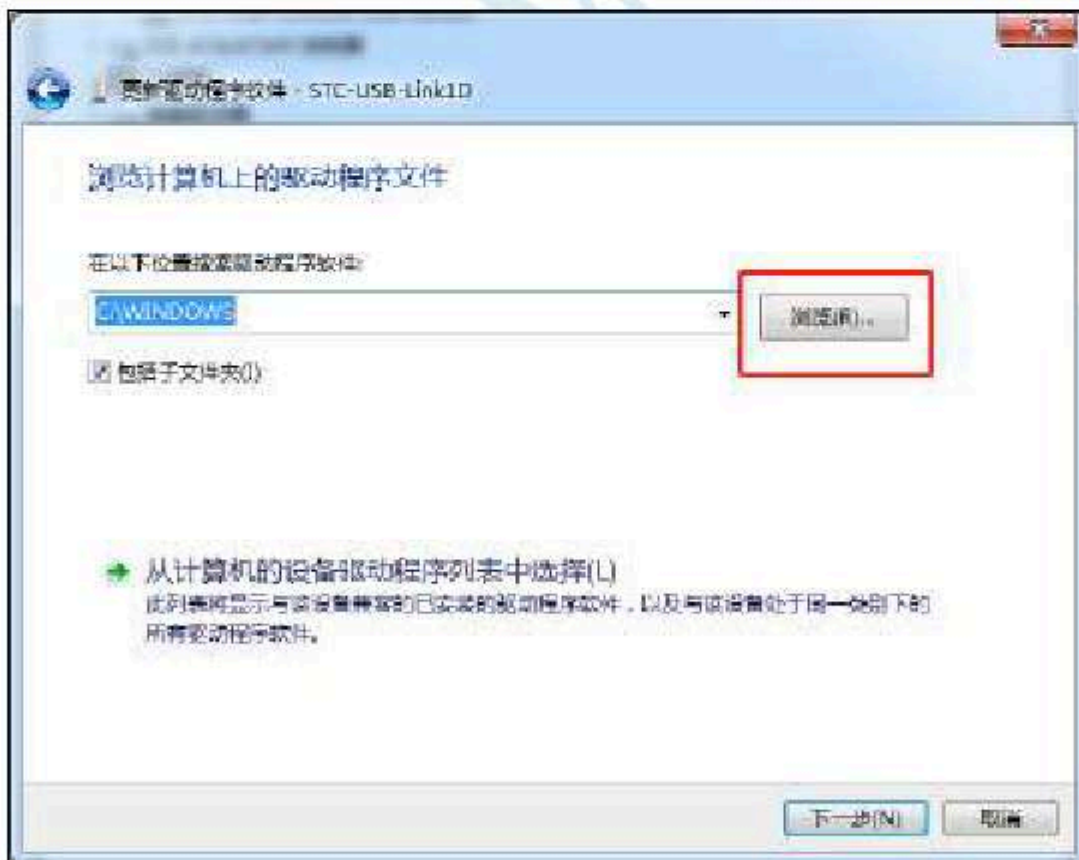 更新驱动程序软件 - STC-USB-Link1D
浏览计算机上的驱动程序文件
在以下位置搜索驱动程序软件:
C:\WINDOWS
浏览(R)...
包括子文件夹(I)
从计算机的设备驱动程序列表中选择(L)
此列表将显示与该设备兼容的已安装的驱动程序软件，以及与该设备处于同一类别下的
所有驱动程序软件。
下一步(N)
取消